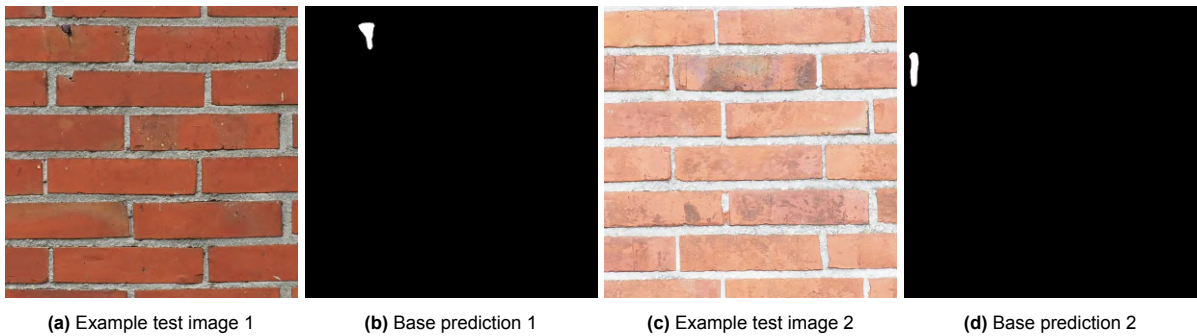 (a) Example test image 1
(b) Base prediction 1
(c) Example test image 2
(d) Base prediction 2